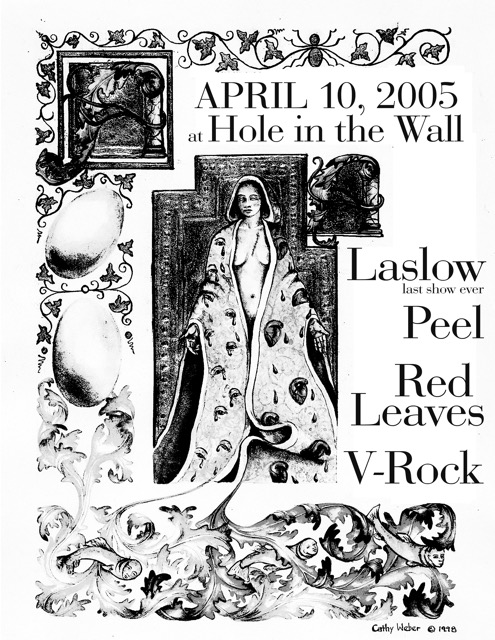 APRIL 10, 2005
at Hole in the Wall
Laslow
last show ever
Peel
Red
Leaves
V-Rock
Cathy Weber © 1998